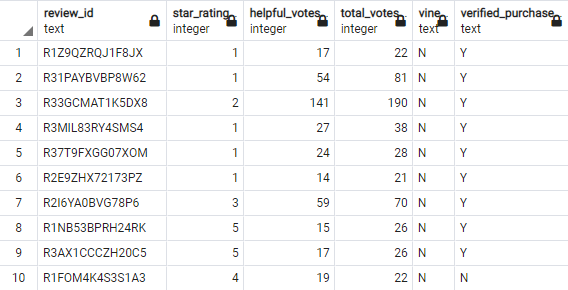 review_id star_rating helpful_votes total_votes vine verified_purchase
text integer integer integer text text
1 R1Z9QZRQJ1F8JX 1 17 22 N Y
2 R31PAYBVBP8W62 1 54 81 N Y
3 R33GCMAT1K5DX8 2 141 190 N Y
4 R3MIL83RY4SMS4 1 27 38 N Y
5 R37T9FXGG07XOM 1 24 28 N Y
6 R2E9ZHX72173PZ 1 14 21 N Y
7 R2I6YA0BVG78P6 3 59 70 N Y
8 R1NB53BPRH24RK 5 15 26 N Y
9 R3AX1CCCZH20C5 5 17 26 N Y
10 R1FOM4K4S3S1A3 4 19 22 N N